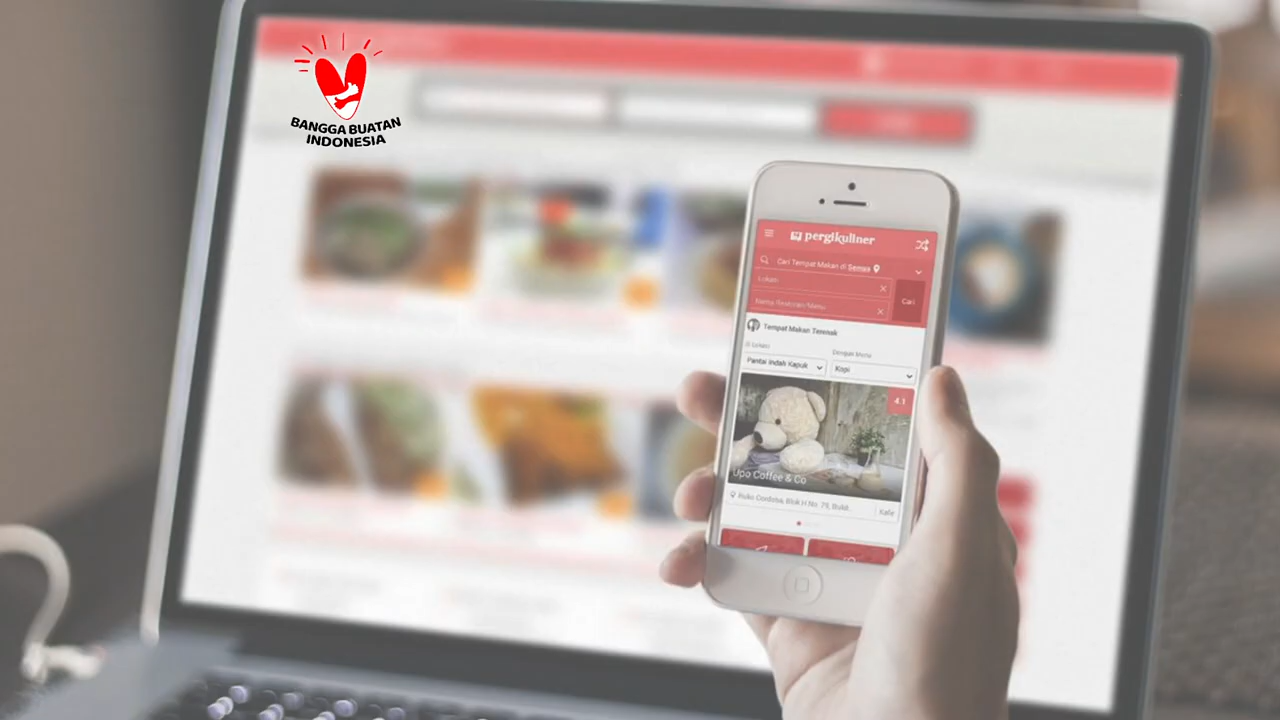 BANGGA BUATAN
INDONESIA
pergikuliner
Cari Tempat Makan di Semua
Lokasi
Nama Restoran/Menu
Cari
Tempat Makan Terenak
di Lokasi
Dengan Menu
Pantai Indah Kapuk
Kopi
4.1
Upo Coffee & Co
Ruko Cordoba, Blok H No. 79, Bukit..
Kafe